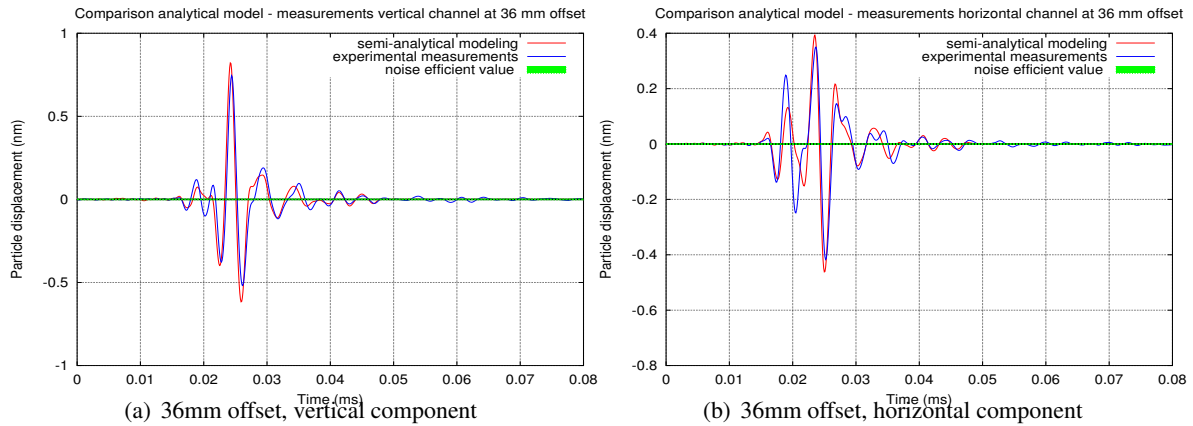 Comparison analytical model - measurements vertical channel at 36 mm offset
semi-analytical modeling
experimental measurements
noise efficient value
1
0.5
0
-0.5
-1
Particle displacement (nm)
0 0.01 0.02 0.03 0.04 0.05 0.06 0.07 0.08
Time (ms)
(a) 36mm offset, vertical component
Comparison analytical model - measurements horizontal channel at 36 mm offset
semi-analytical modeling
experimental measurements
noise efficient value
0.4
0.2
0
-0.2
-0.4
-0.6
-0.8
Particle displacement (nm)
0 0.01 0.02 0.03 0.04 0.05 0.06 0.07 0.08
Time (ms)
(b) 36mm offset, horizontal component